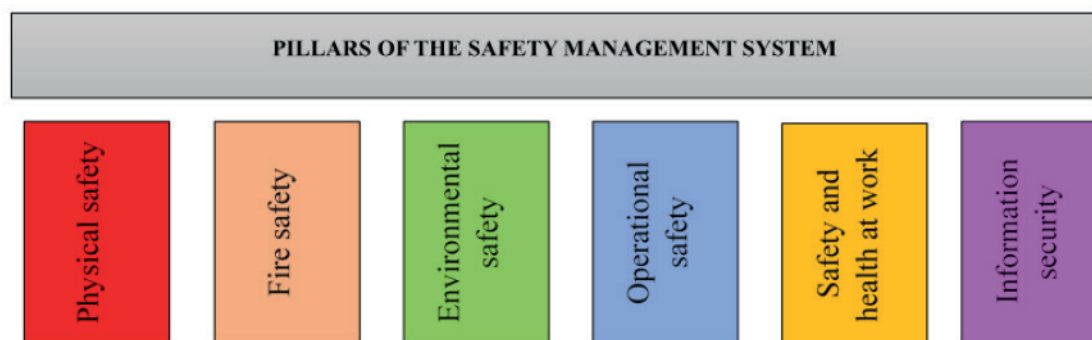 PILLARS OF THE SAFETY MANAGEMENT SYSTEM
Physical safety
Fire safety
Environmental
safety
Operational
safety
Safety and
health at work
Information
security